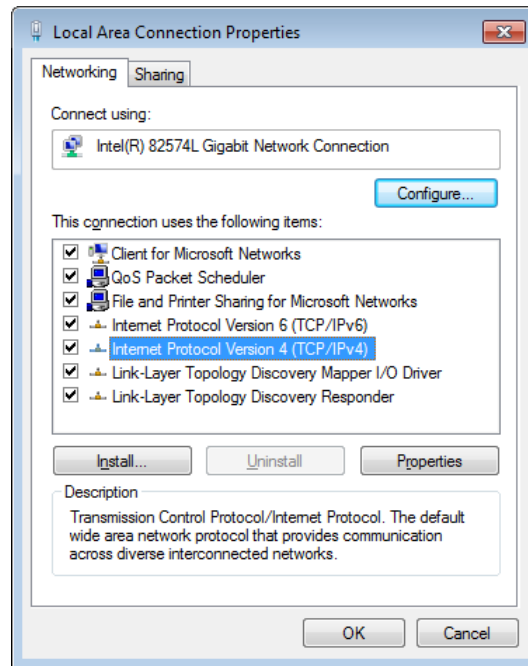 Local Area Connection Properties
Networking
Sharing
Connect using:
Intel(R) 82574L Gigabit Network Connection
Configure...
This connection uses the following items:
Client for Microsoft Networks
QoS Packet Scheduler
File and Printer Sharing for Microsoft Networks
Internet Protocol Version 6 (TCP/IPv6)
Internet Protocol Version 4 (TCP/IPv4)
Link-Layer Topology Discovery Mapper I/O Driver
Link-Layer Topology Discovery Responder
Install...
Uninstall
Properties
Description
Transmission Control Protocol/Internet Protocol. The default
wide area network protocol that provides communication
across diverse interconnected networks.
OK
Cancel